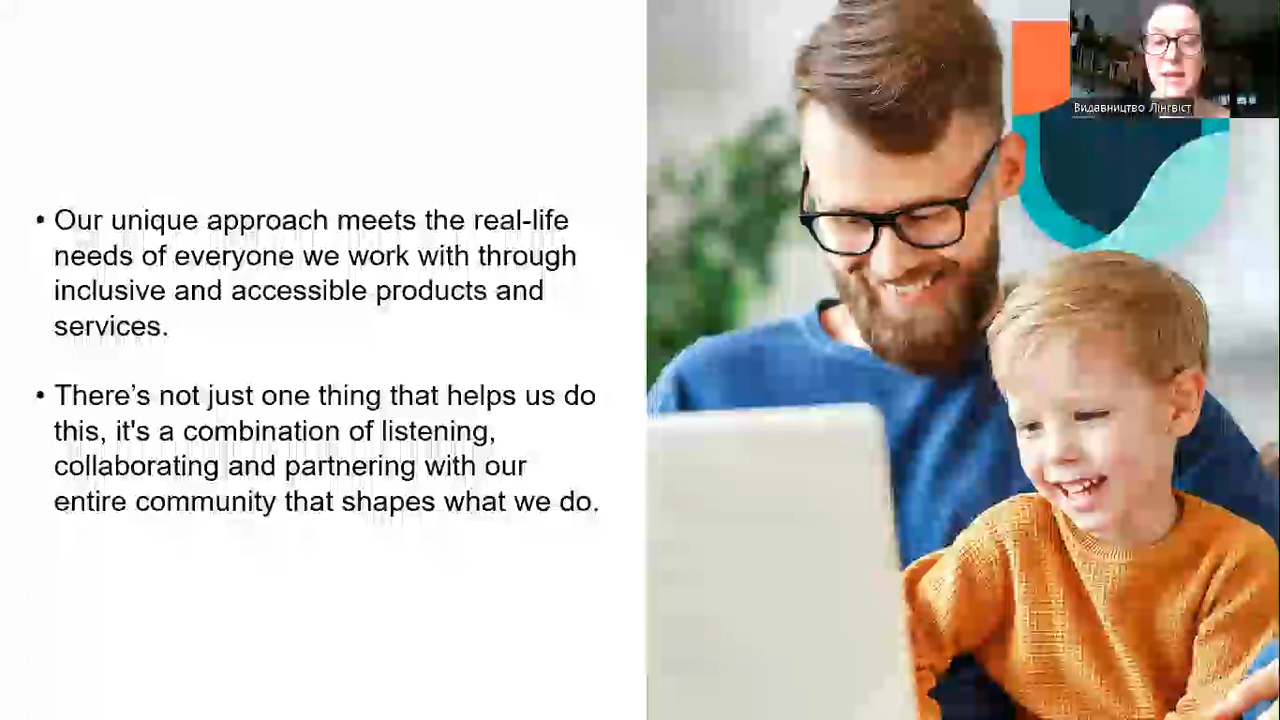 • Our unique approach meets the real-life
needs of everyone we work with through
inclusive and accessible products and
services.
• There’s not just one thing that helps us do
this, it's a combination of listening,
collaborating and partnering with our
entire community that shapes what we do.
Видавництво Лінгвіст